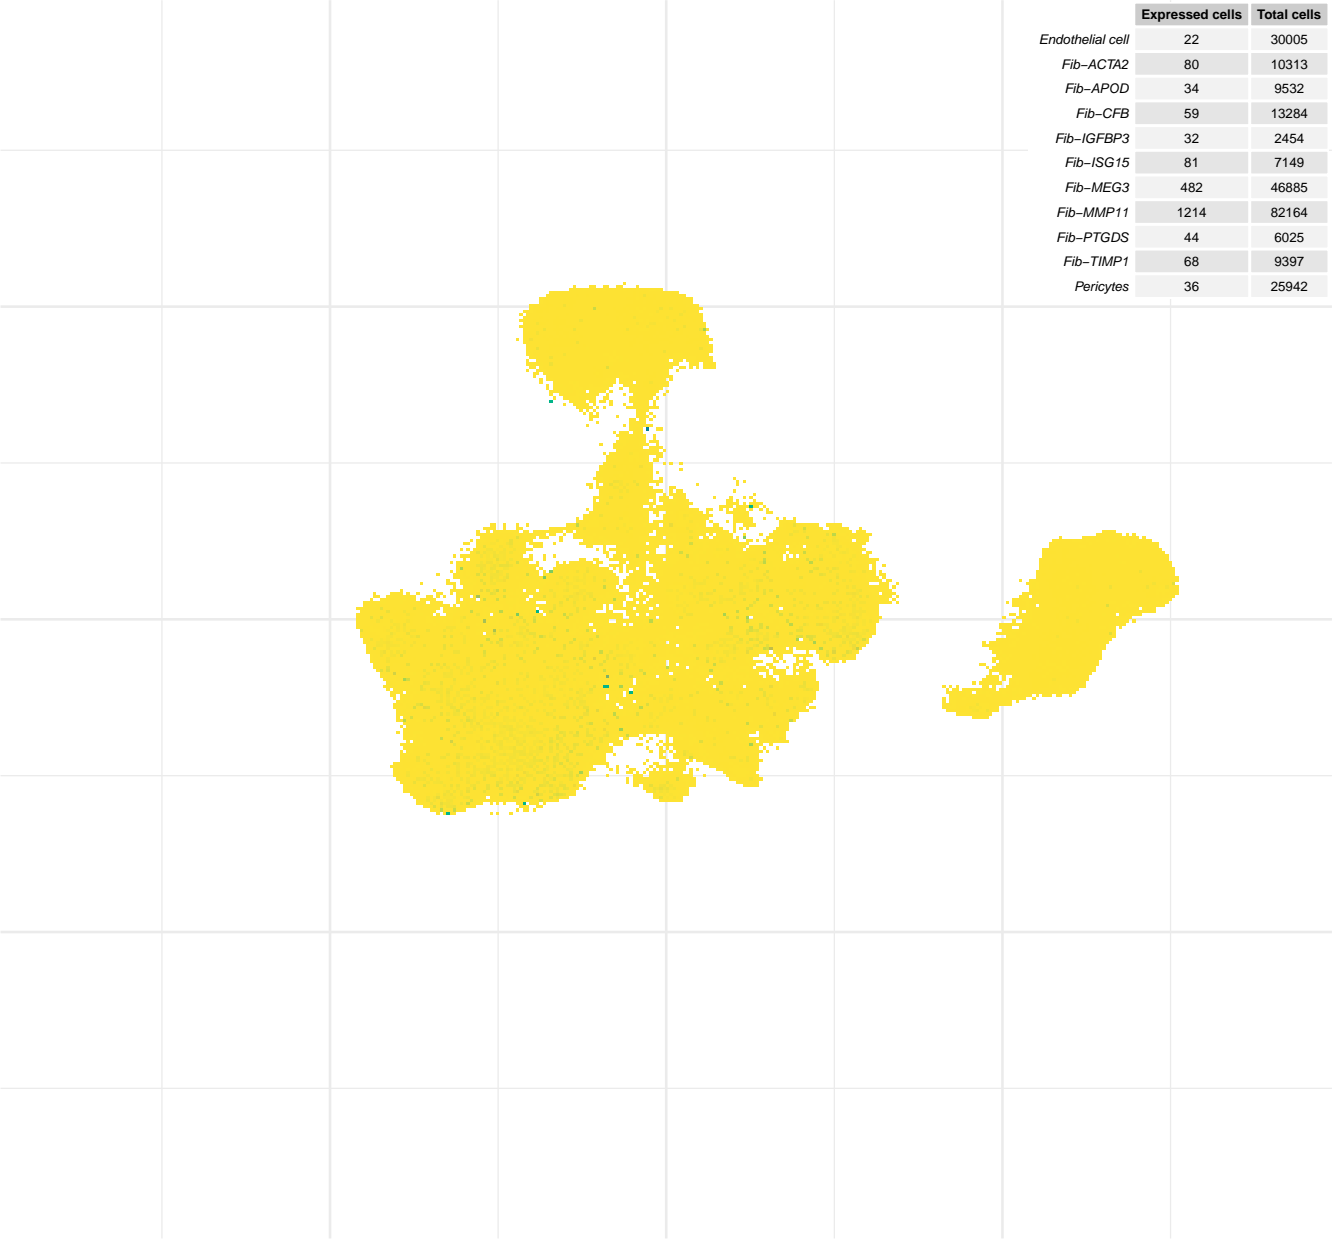 Expressed cells Total cells
Endothelial cell 22 30005
Fib−ACTA2 80 10313
Fib−APOD 34 9532
Fib−CFB 59 13284
Fib−IGFBP3 32 2454
Fib−ISG15 81 7149
Fib−MEG3 482 46885
Fib−MMP11 1214 82164
Fib−PTGDS 44 6025
Fib−TIMP1 68 9397
Pericytes 36 25942